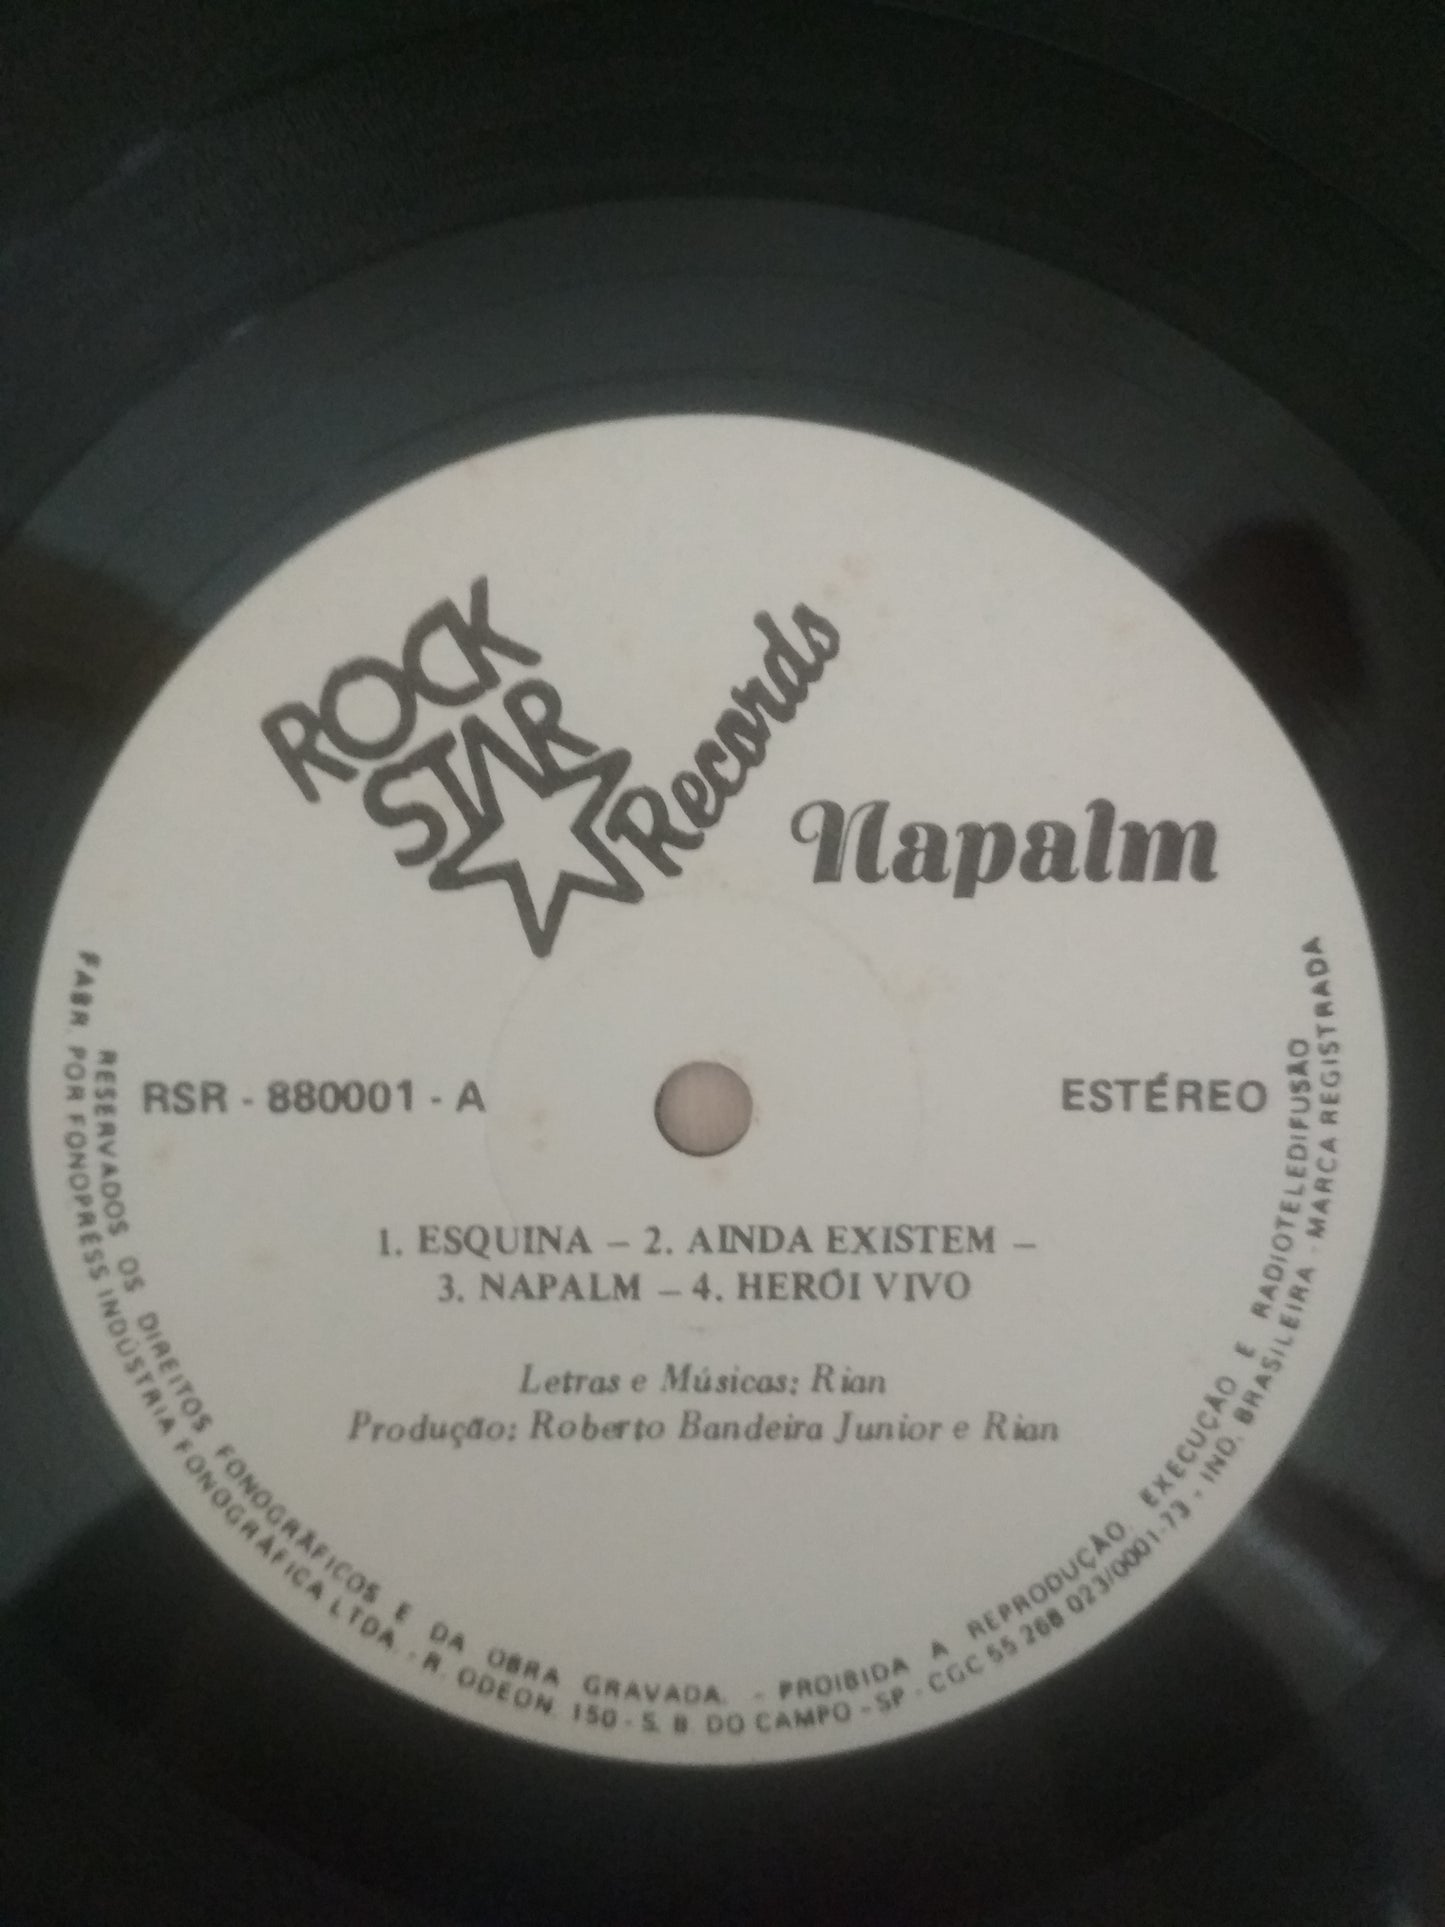 ROCK
STAR
Records
Napalm
RSR - 880001 - A
ESTÉREO
1. ESQUINA – 2. AINDA EXISTEM –
3. NAPALM – 4. HERÓI VIVO
Letras e Músicas: Rian
Produção: Roberto Bandeira Junior e Rian
RESERVADOS OS DIREITOS FONOGRÁFICOS E DA OBRA GRAVADA. - PROIBIDA A REPRODUÇÃO, EXECUÇÃO E RADIOTELEDIFUSÃO
FABR. POR FONOPRESS INDÚSTRIA FONOGRÁFICA LTDA. - R. ODEON, 150 - S. B. DO CAMPO - SP - CGC 55 268 023/0001-73 - IND. BRASILEIRA - MARCA REGISTRADA